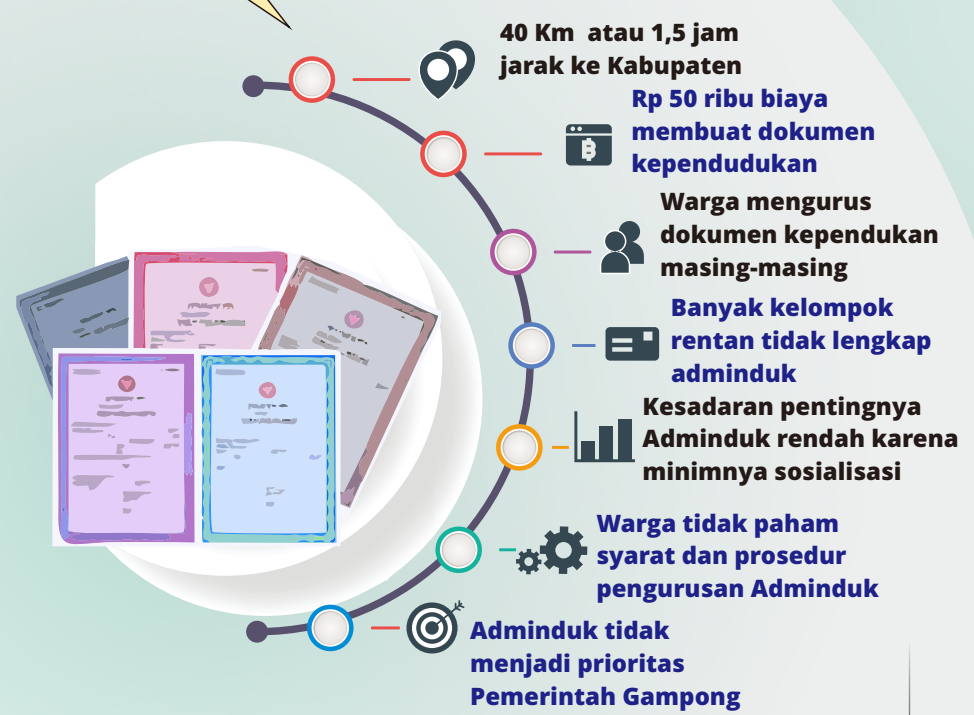 40 Km atau 1,5 jam
jarak ke Kabupaten
Rp 50 ribu biaya
membuat dokumen
kependudukan
Warga mengurus
dokumen kependukan
masing-masing
Banyak kelompok
rentan tidak lengkap
adminduk
Kesadaran pentingnya
Adminduk rendah karena
minimnya sosialisasi
Warga tidak paham
syarat dan prosedur
pengurusan Adminduk
Adminduk tidak
menjadi prioritas
Pemerintah Gampong